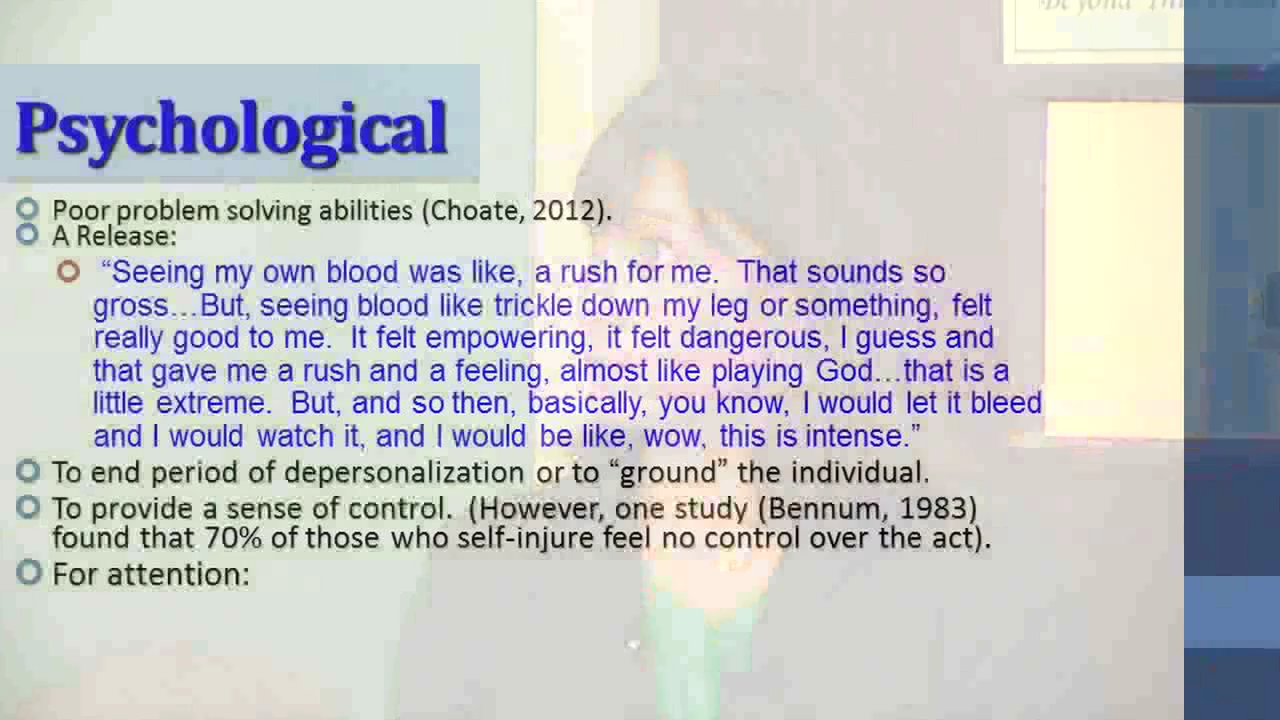 Beyond
Psychological
Poor problem solving abilities (Choate, 2012).
A Release:
“Seeing my own blood was like, a rush for me. That sounds so
gross…But, seeing blood like trickle down my leg or something, felt
really good to me. It felt empowering, it felt dangerous, I guess and
that gave me a rush and a feeling, almost like playing God…that is a
little extreme. But, and so then, basically, you know, I would let it bleed
and I would watch it, and I would be like, wow, this is intense.”
To end period of depersonalization or to “ground” the individual.
To provide a sense of control. (However, one study (Bennum, 1983)
found that 70% of those who self-injure feel no control over the act).
For attention: